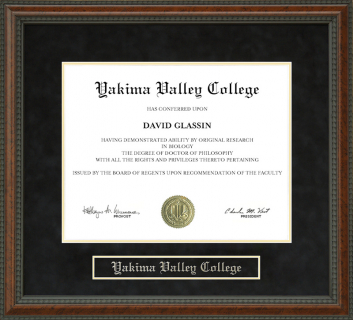 Yakima Valley College
HAS CONFERRED UPON
DAVID GLASSIN
HAVING DEMONSTRATED ABILITY BY ORIGINAL RESEARCH
IN BIOLOGY
THE DEGREE OF DOCTOR OF PHILOSOPHY
WITH ALL THE RIGHTS AND PRIVILEGES THERETO PERTAINING
ISSUED BY THE BOARD OF REGENTS UPON RECOMMENDATION OF THE FACULTY
PROVOST
PRESIDENT
Yakima Valley College